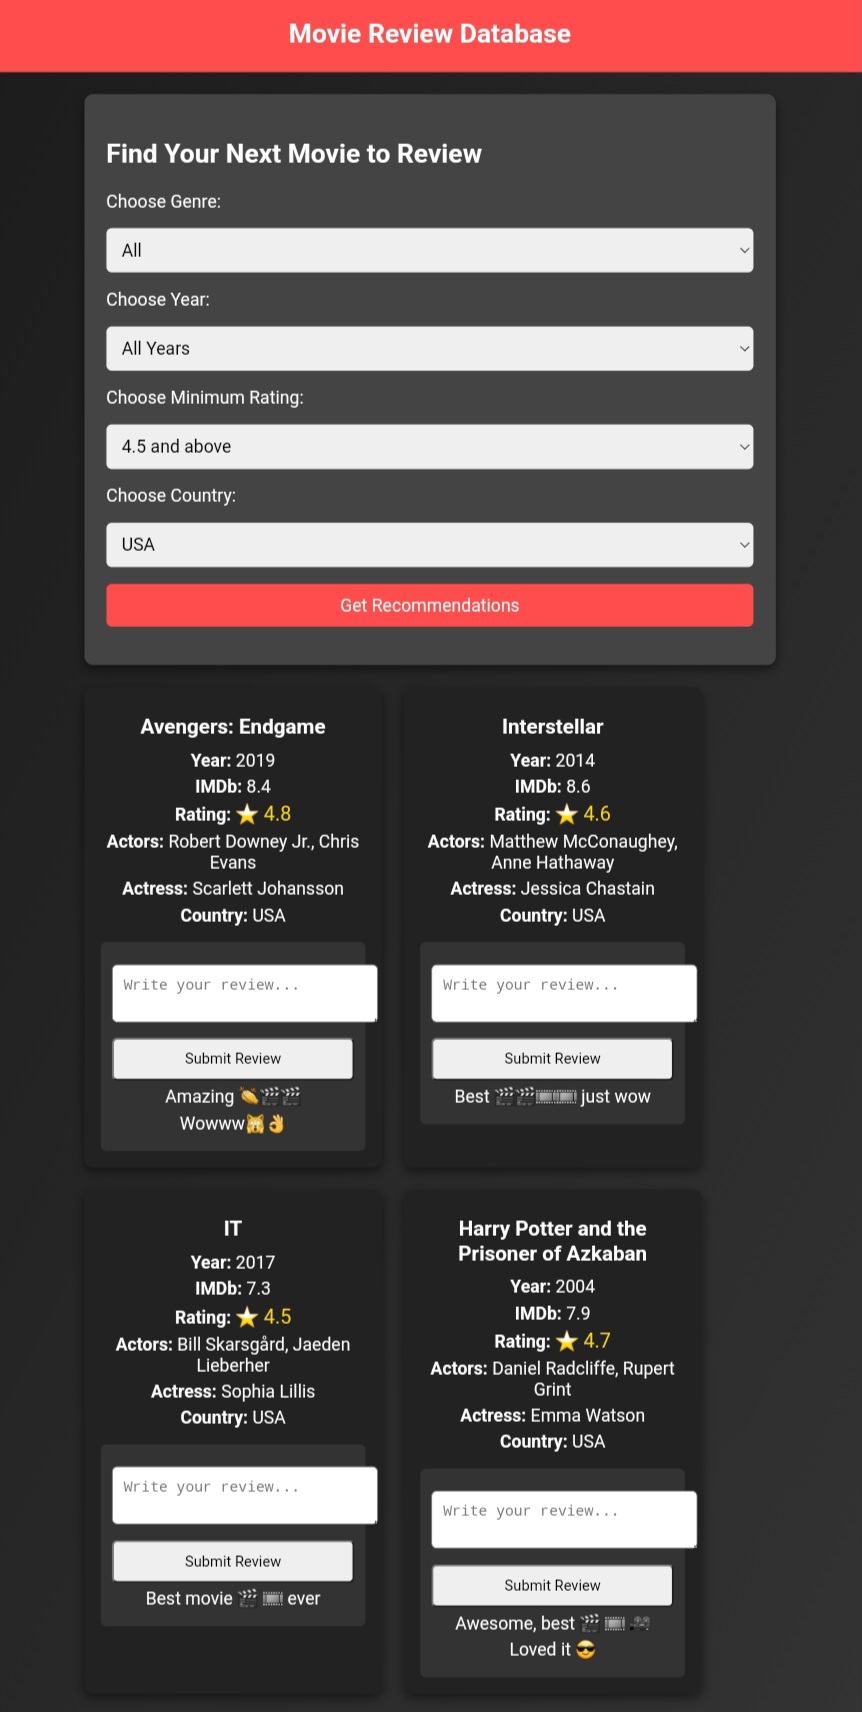 Movie Review Database
Find Your Next Movie to Review
Choose Genre:
All
Choose Year:
All Years
Choose Minimum Rating:
4.5 and above
Choose Country:
USA
Get Recommendations
Avengers: Endgame
Year: 2019
IMDb: 8.4
Rating: ⭐ 4.8
Actors: Robert Downey Jr., Chris
Evans
Actress: Scarlett Johansson
Country: USA
Write your review...
Submit Review
Amazing 👏🎬🎬
Wowww🙀👌
Interstellar
Year: 2014
IMDb: 8.6
Rating: ⭐ 4.6
Actors: Matthew McConaughey,
Anne Hathaway
Actress: Jessica Chastain
Country: USA
Write your review...
Submit Review
Best 🎬🎬🎞️🎞️ just wow
IT
Year: 2017
IMDb: 7.3
Rating: ⭐ 4.5
Actors: Bill Skarsgård, Jaeden
Lieberher
Actress: Sophia Lillis
Country: USA
Write your review...
Submit Review
Best movie 🎬 🎞️ ever
Harry Potter and the
Prisoner of Azkaban
Year: 2004
IMDb: 7.9
Rating: ⭐ 4.7
Actors: Daniel Radcliffe, Rupert
Grint
Actress: Emma Watson
Country: USA
Write your review...
Submit Review
Awesome, best 🎬 🎞️ 🎥
Loved it 😎